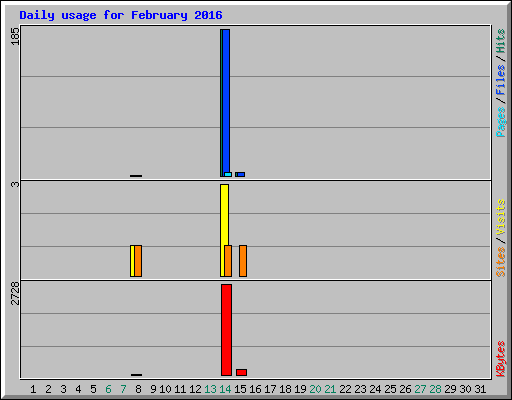 Daily usage for February 2016
185
Pages / Files / Hits
3
Sites / Visits
2728
KBytes
1 2 3 4 5 6 7 8 9 10 11 12 13 14 15 16 17 18 19 20 21 22 23 24 25 26 27 28 29 30 31